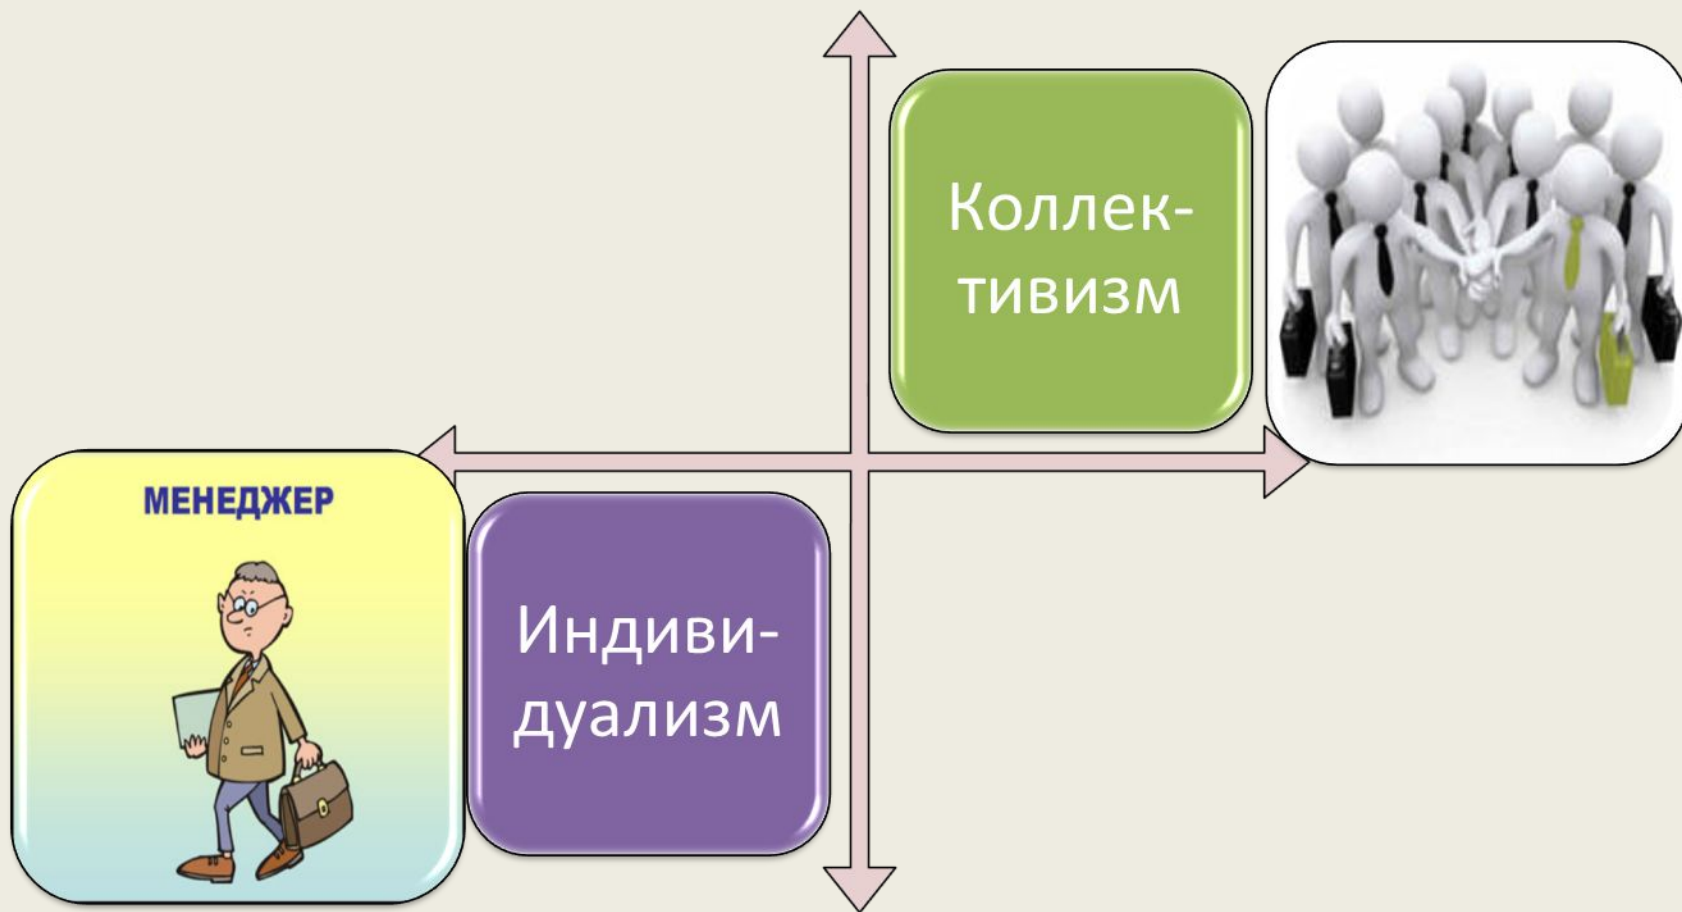 Коллек-
тивизм
МЕНЕДЖЕР
Индиви-
дуализм